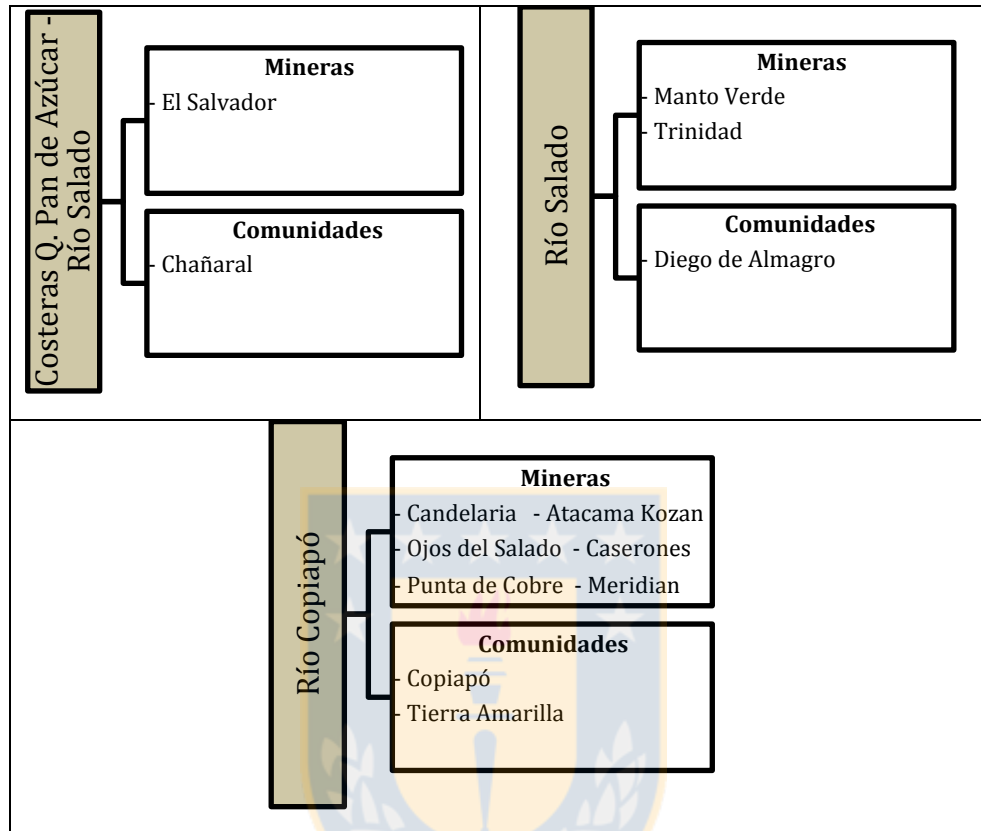 Costeras Q. Pan de Azúcar -
Río Salado
Mineras
- El Salvador
Comunidades
- Chañaral
Río Salado
Mineras
- Manto Verde
- Trinidad
Comunidades
- Diego de Almagro
Río Copiapó
Mineras
- Candelaria - Atacama Kozan
- Ojos del Salado - Caserones
- Punta de Cobre - Meridian
Comunidades
- Copiapó
- Tierra Amarilla